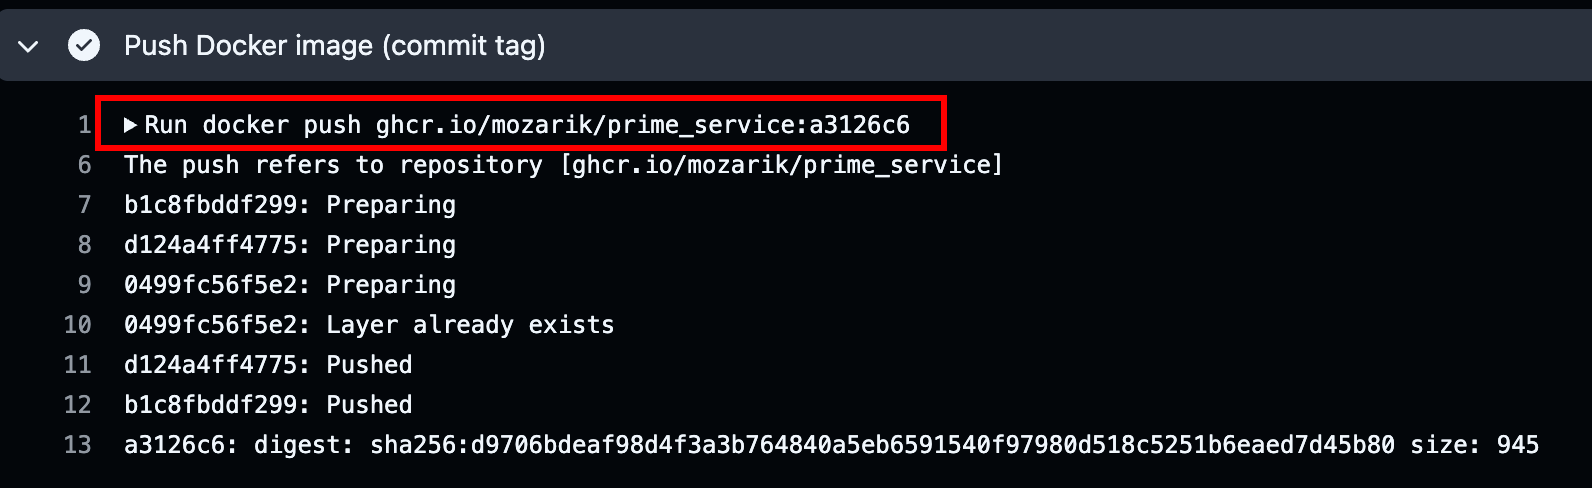 Push Docker image (commit tag)
1 ▶Run docker push ghcr.io/mozarik/prime_service:a3126c6
6 The push refers to repository [ghcr.io/mozarik/prime_service]
7 b1c8fbddf299: Preparing
8 d124a4ff4775: Preparing
9 0499fc56f5e2: Preparing
10 0499fc56f5e2: Layer already exists
11 d124a4ff4775: Pushed
12 b1c8fbddf299: Pushed
13 a3126c6: digest: sha256:d9706bdeaf98d4f3a3b764840a5eb6591540f97980d518c5251b6eaed7d45b80 size: 945